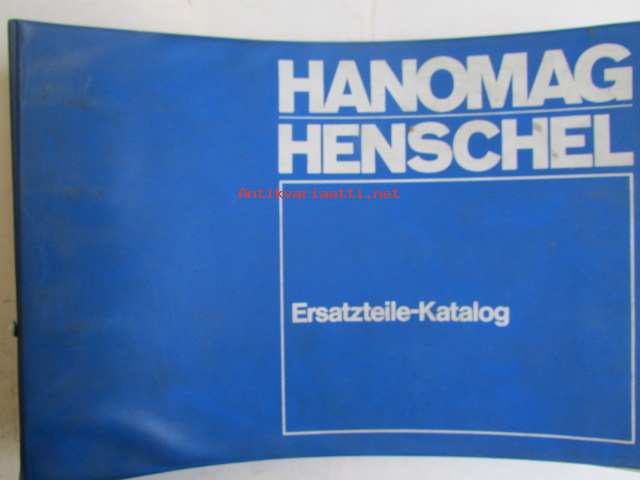 HANOMAG
HENSCHEL
Antikvariaatti.net
Ersatzteile-Katalog